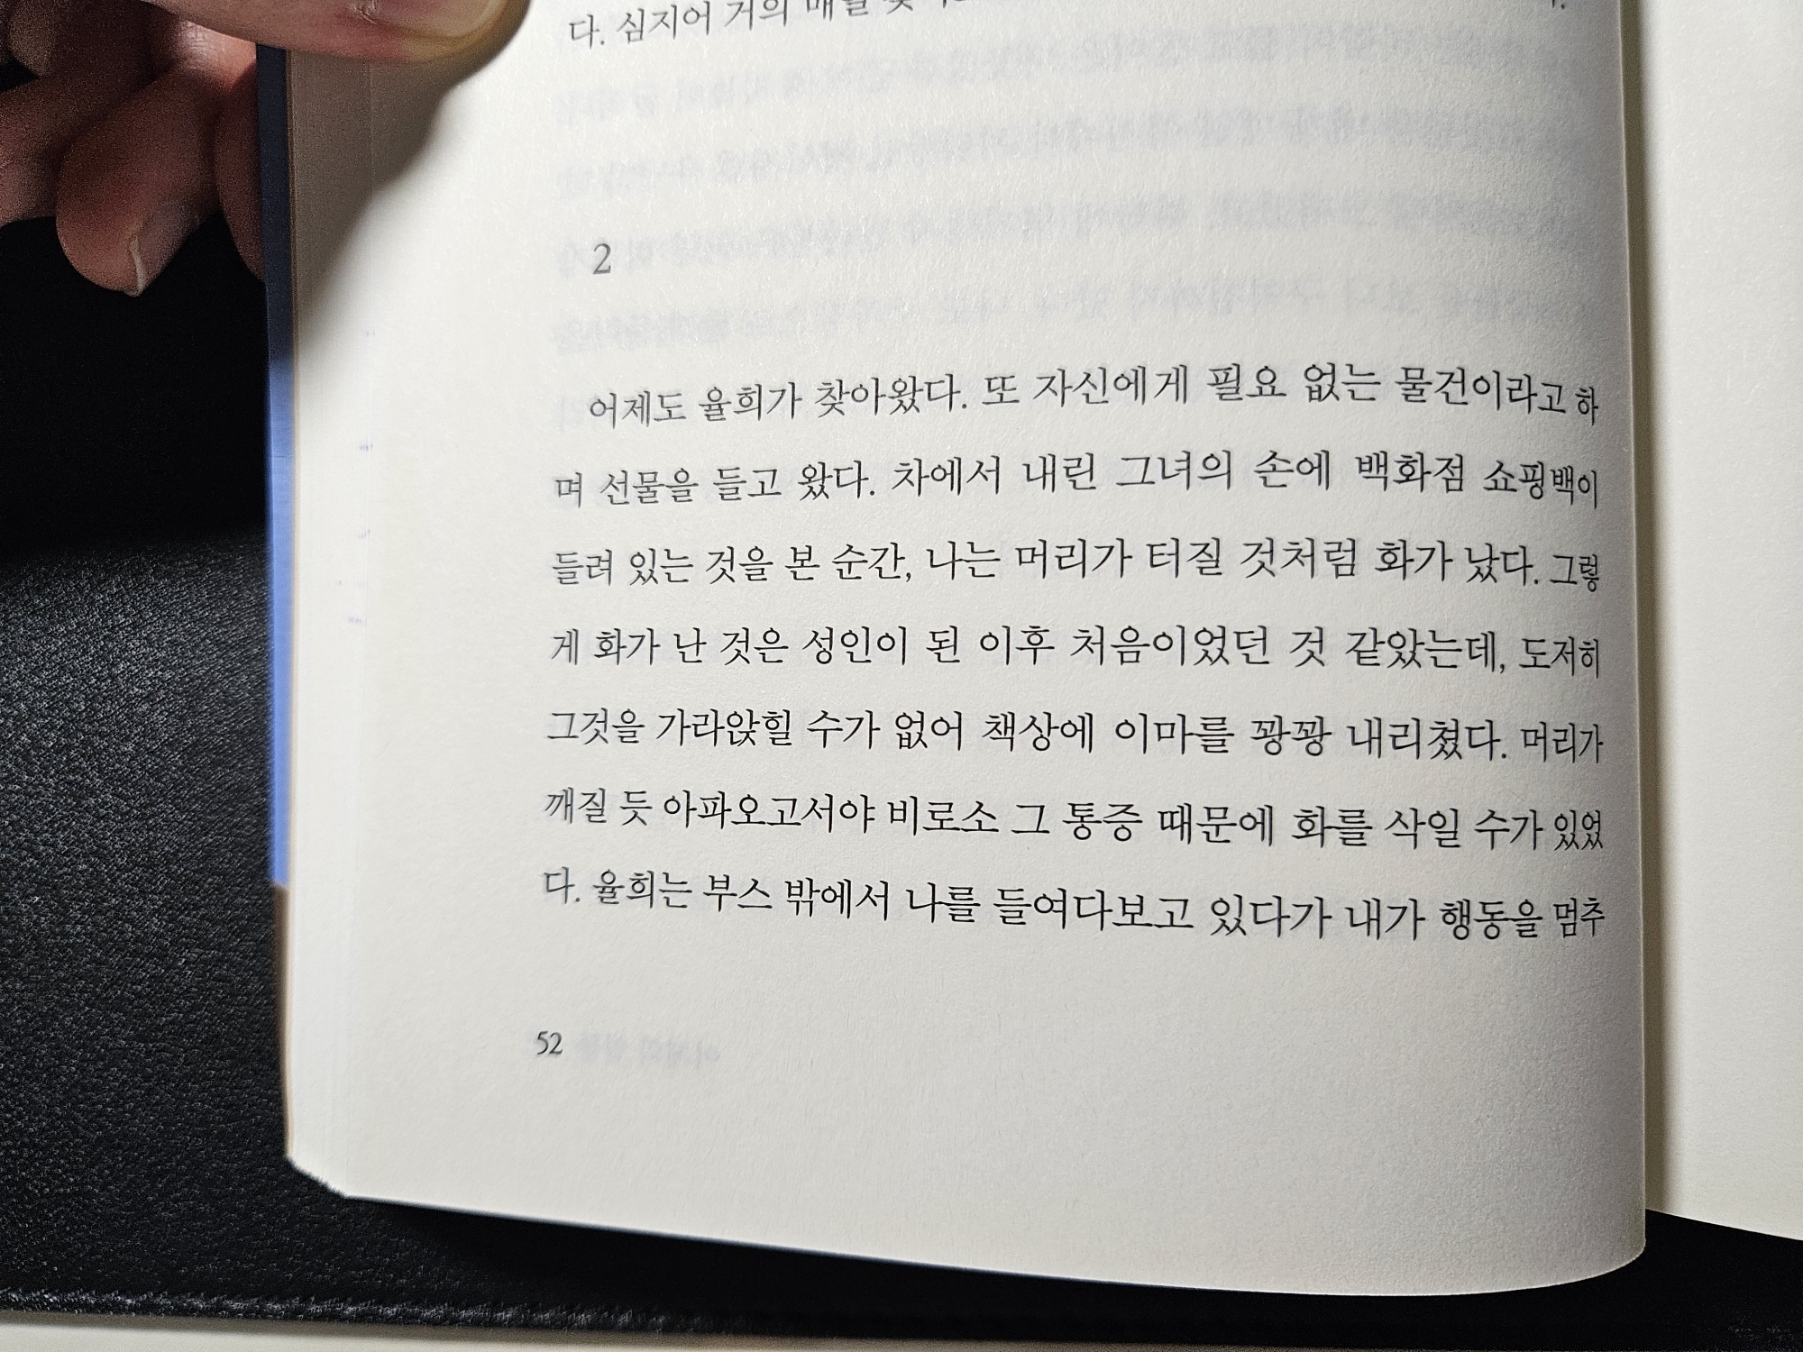 다. 심지어 거의 매일
2
어제도 율희가 찾아왔다. 또 자신에게 필요 없는 물건이라고 하
며 선물을 들고 왔다. 차에서 내린 그녀의 손에 백화점 쇼핑백이
들려 있는 것을 본 순간, 나는 머리가 터질 것처럼 화가 났다. 그렇
게 화가 난 것은 성인이 된 이후 처음이었던 것 같았는데, 도저히
그것을 가라앉힐 수가 없어 책상에 이마를 꽝꽝 내리쳤다. 머리가
깨질 듯 아파오고서야 비로소 그 통증 때문에 화를 삭일 수가 있었
다. 율희는 부스 밖에서 나를 들여다보고 있다가 내가 행동을 멈추
52